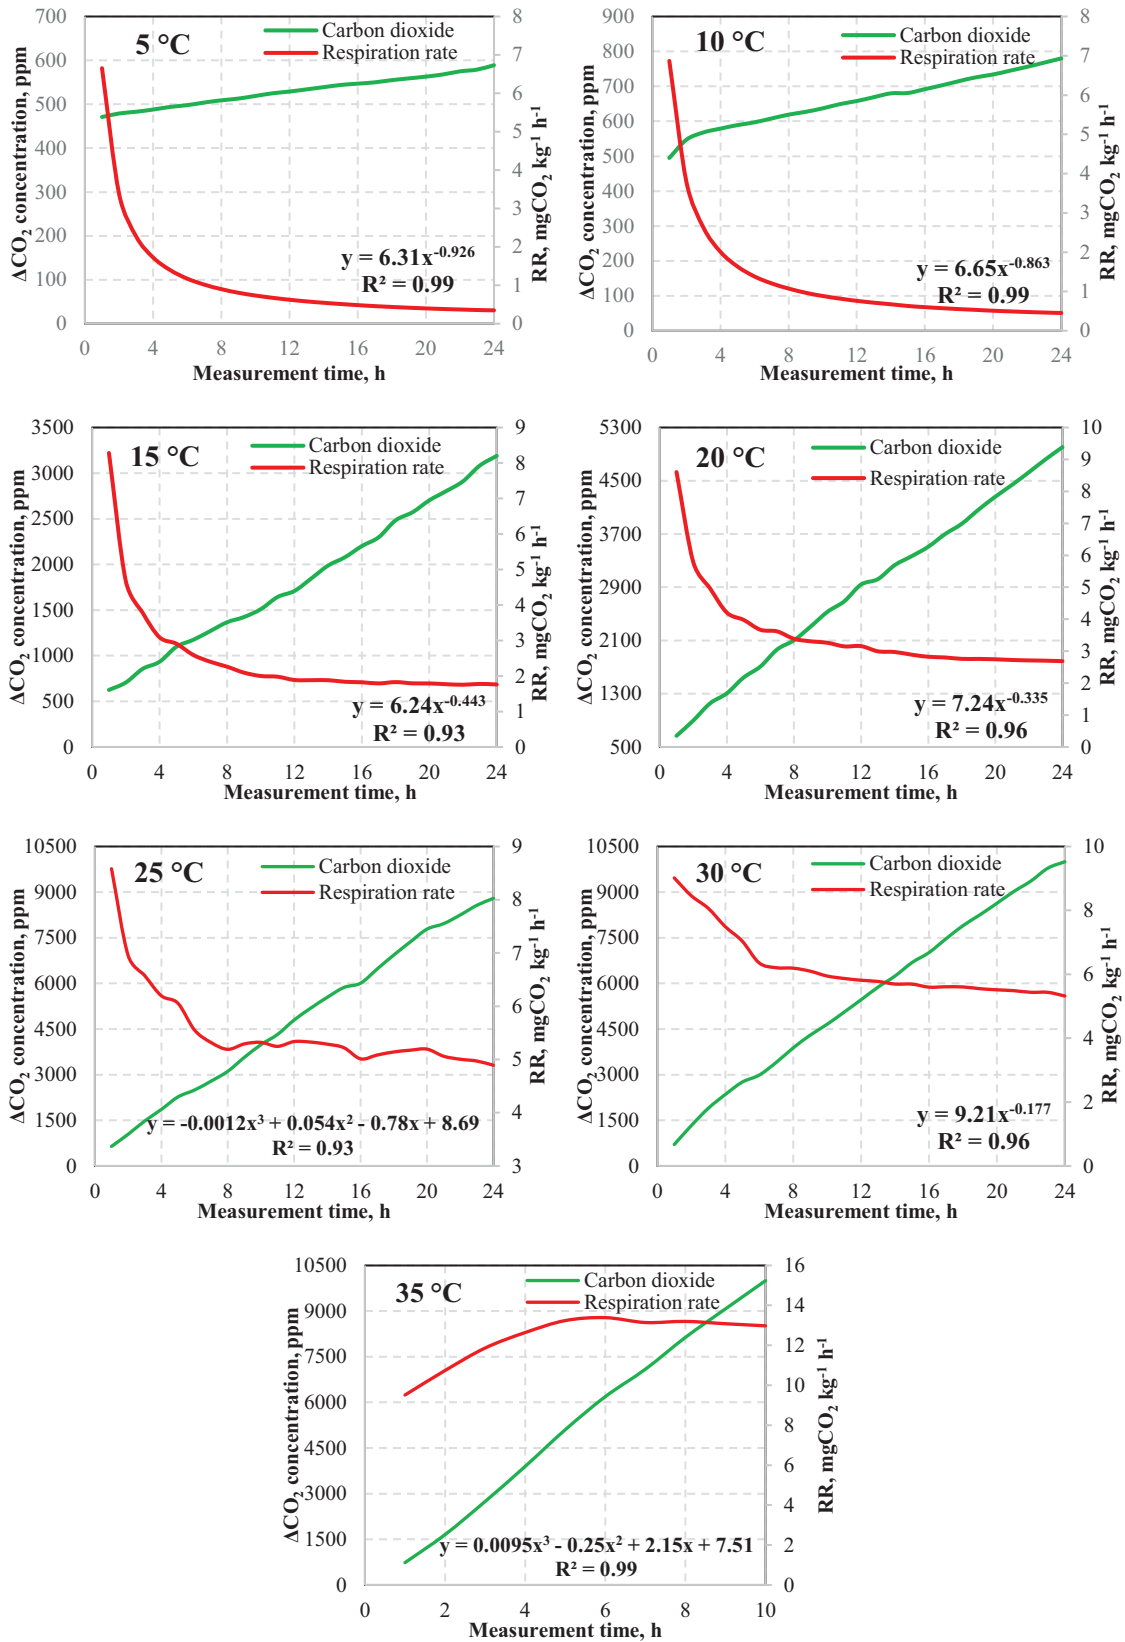 5 °C
Carbon dioxide
Respiration rate
700
600
500
400
300
200
100
0
ΔCO₂ concentration, ppm
8
7
6
5
4
3
2
1
0
RR, mgCO₂ kg⁻¹ h⁻¹
y = 6.31x⁻⁰·⁹²⁶
R² = 0.99
0 4 8 12 16 20 24
Measurement time, h
10 °C
Carbon dioxide
Respiration rate
900
800
700
600
500
400
300
200
100
0
ΔCO₂ concentration, ppm
8
7
6
5
4
3
2
1
0
RR, mgCO₂ kg⁻¹ h⁻¹
y = 6.65x⁻⁰·⁸⁶³
R² = 0.99
0 4 8 12 16 20 24
Measurement time, h
15 °C
Carbon dioxide
Respiration rate
3500
3000
2500
2000
1500
1000
500
0
ΔCO₂ concentration, ppm
9
8
7
6
5
4
3
2
1
0
RR, mgCO₂ kg⁻¹ h⁻¹
y = 6.24x⁻⁰·⁴⁴³
R² = 0.93
0 4 8 12 16 20 24
Measurement time, h
20 °C
Carbon dioxide
Respiration rate
5300
4500
3700
2900
2100
1300
500
ΔCO₂ concentration, ppm
10
9
8
7
6
5
4
3
2
1
0
RR, mgCO₂ kg⁻¹ h⁻¹
y = 7.24x⁻⁰·³³⁵
R² = 0.96
0 4 8 12 16 20 24
Measurement time, h
25 °C
Carbon dioxide
Respiration rate
10500
9000
7500
6000
4500
3000
1500
0
ΔCO₂ concentration, ppm
9
8
7
6
5
4
3
RR, mgCO₂ kg⁻¹ h⁻¹
y = -0.0012x³ + 0.054x² - 0.78x + 8.69
R² = 0.93
0 4 8 12 16 20 24
Measurement time, h
30 °C
Carbon dioxide
Respiration rate
10500
9000
7500
6000
4500
3000
1500
0
ΔCO₂ concentration, ppm
10
8
6
4
2
0
RR, mgCO₂ kg⁻¹ h⁻¹
y = 9.21x⁻⁰·¹⁷⁷
R² = 0.96
0 4 8 12 16 20 24
Measurement time, h
35 °C
Carbon dioxide
Respiration rate
10500
9000
7500
6000
4500
3000
1500
0
ΔCO₂ concentration, ppm
16
14
12
10
8
6
4
2
0
RR, mgCO₂ kg⁻¹ h⁻¹
y = 0.0095x³ - 0.25x² + 2.15x + 7.51
R² = 0.99
0 2 4 6 8 10
Measurement time, h